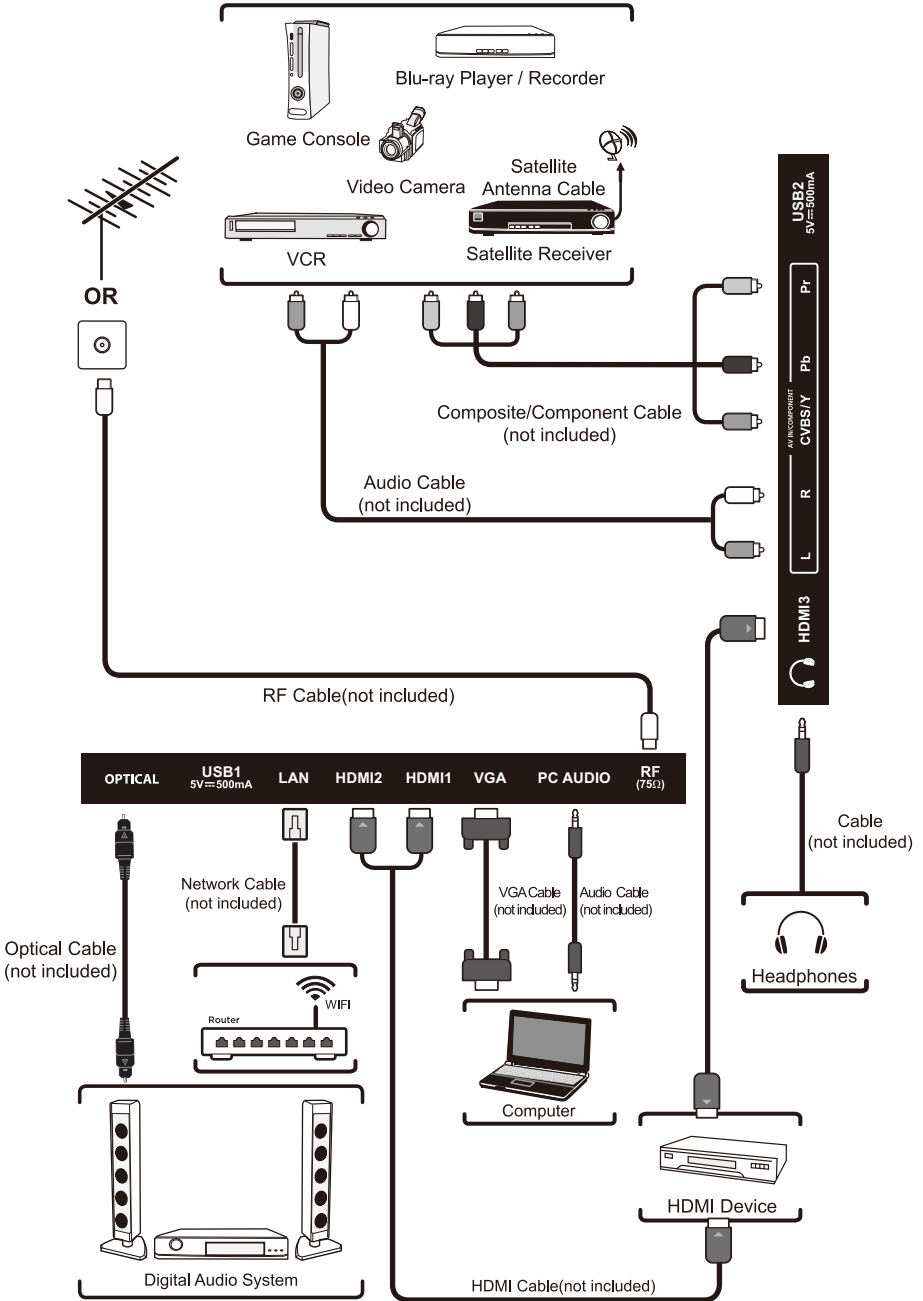 Blu-ray Player / Recorder
Game Console
Video Camera
Satellite
Antenna Cable
VCR
Satellite Receiver
OR
USB2
5V⎓500mA
Pr
Pb
AV IN/COMPONENT
CVBS/Y
R
L
HDMI3
Composite/Component Cable
(not included)
Audio Cable
(not included)
RF Cable(not included)
OPTICAL
USB1
5V⎓500mA
LAN
HDMI2
HDMI1
VGA
PC AUDIO
RF
(75Ω)
Cable
(not included)
Network Cable
(not included)
VGA Cable
(not included)
Audio Cable
(not included)
Optical Cable
(not included)
Headphones
WIFI
Router
Computer
HDMI Device
Digital Audio System
HDMI Cable(not included)